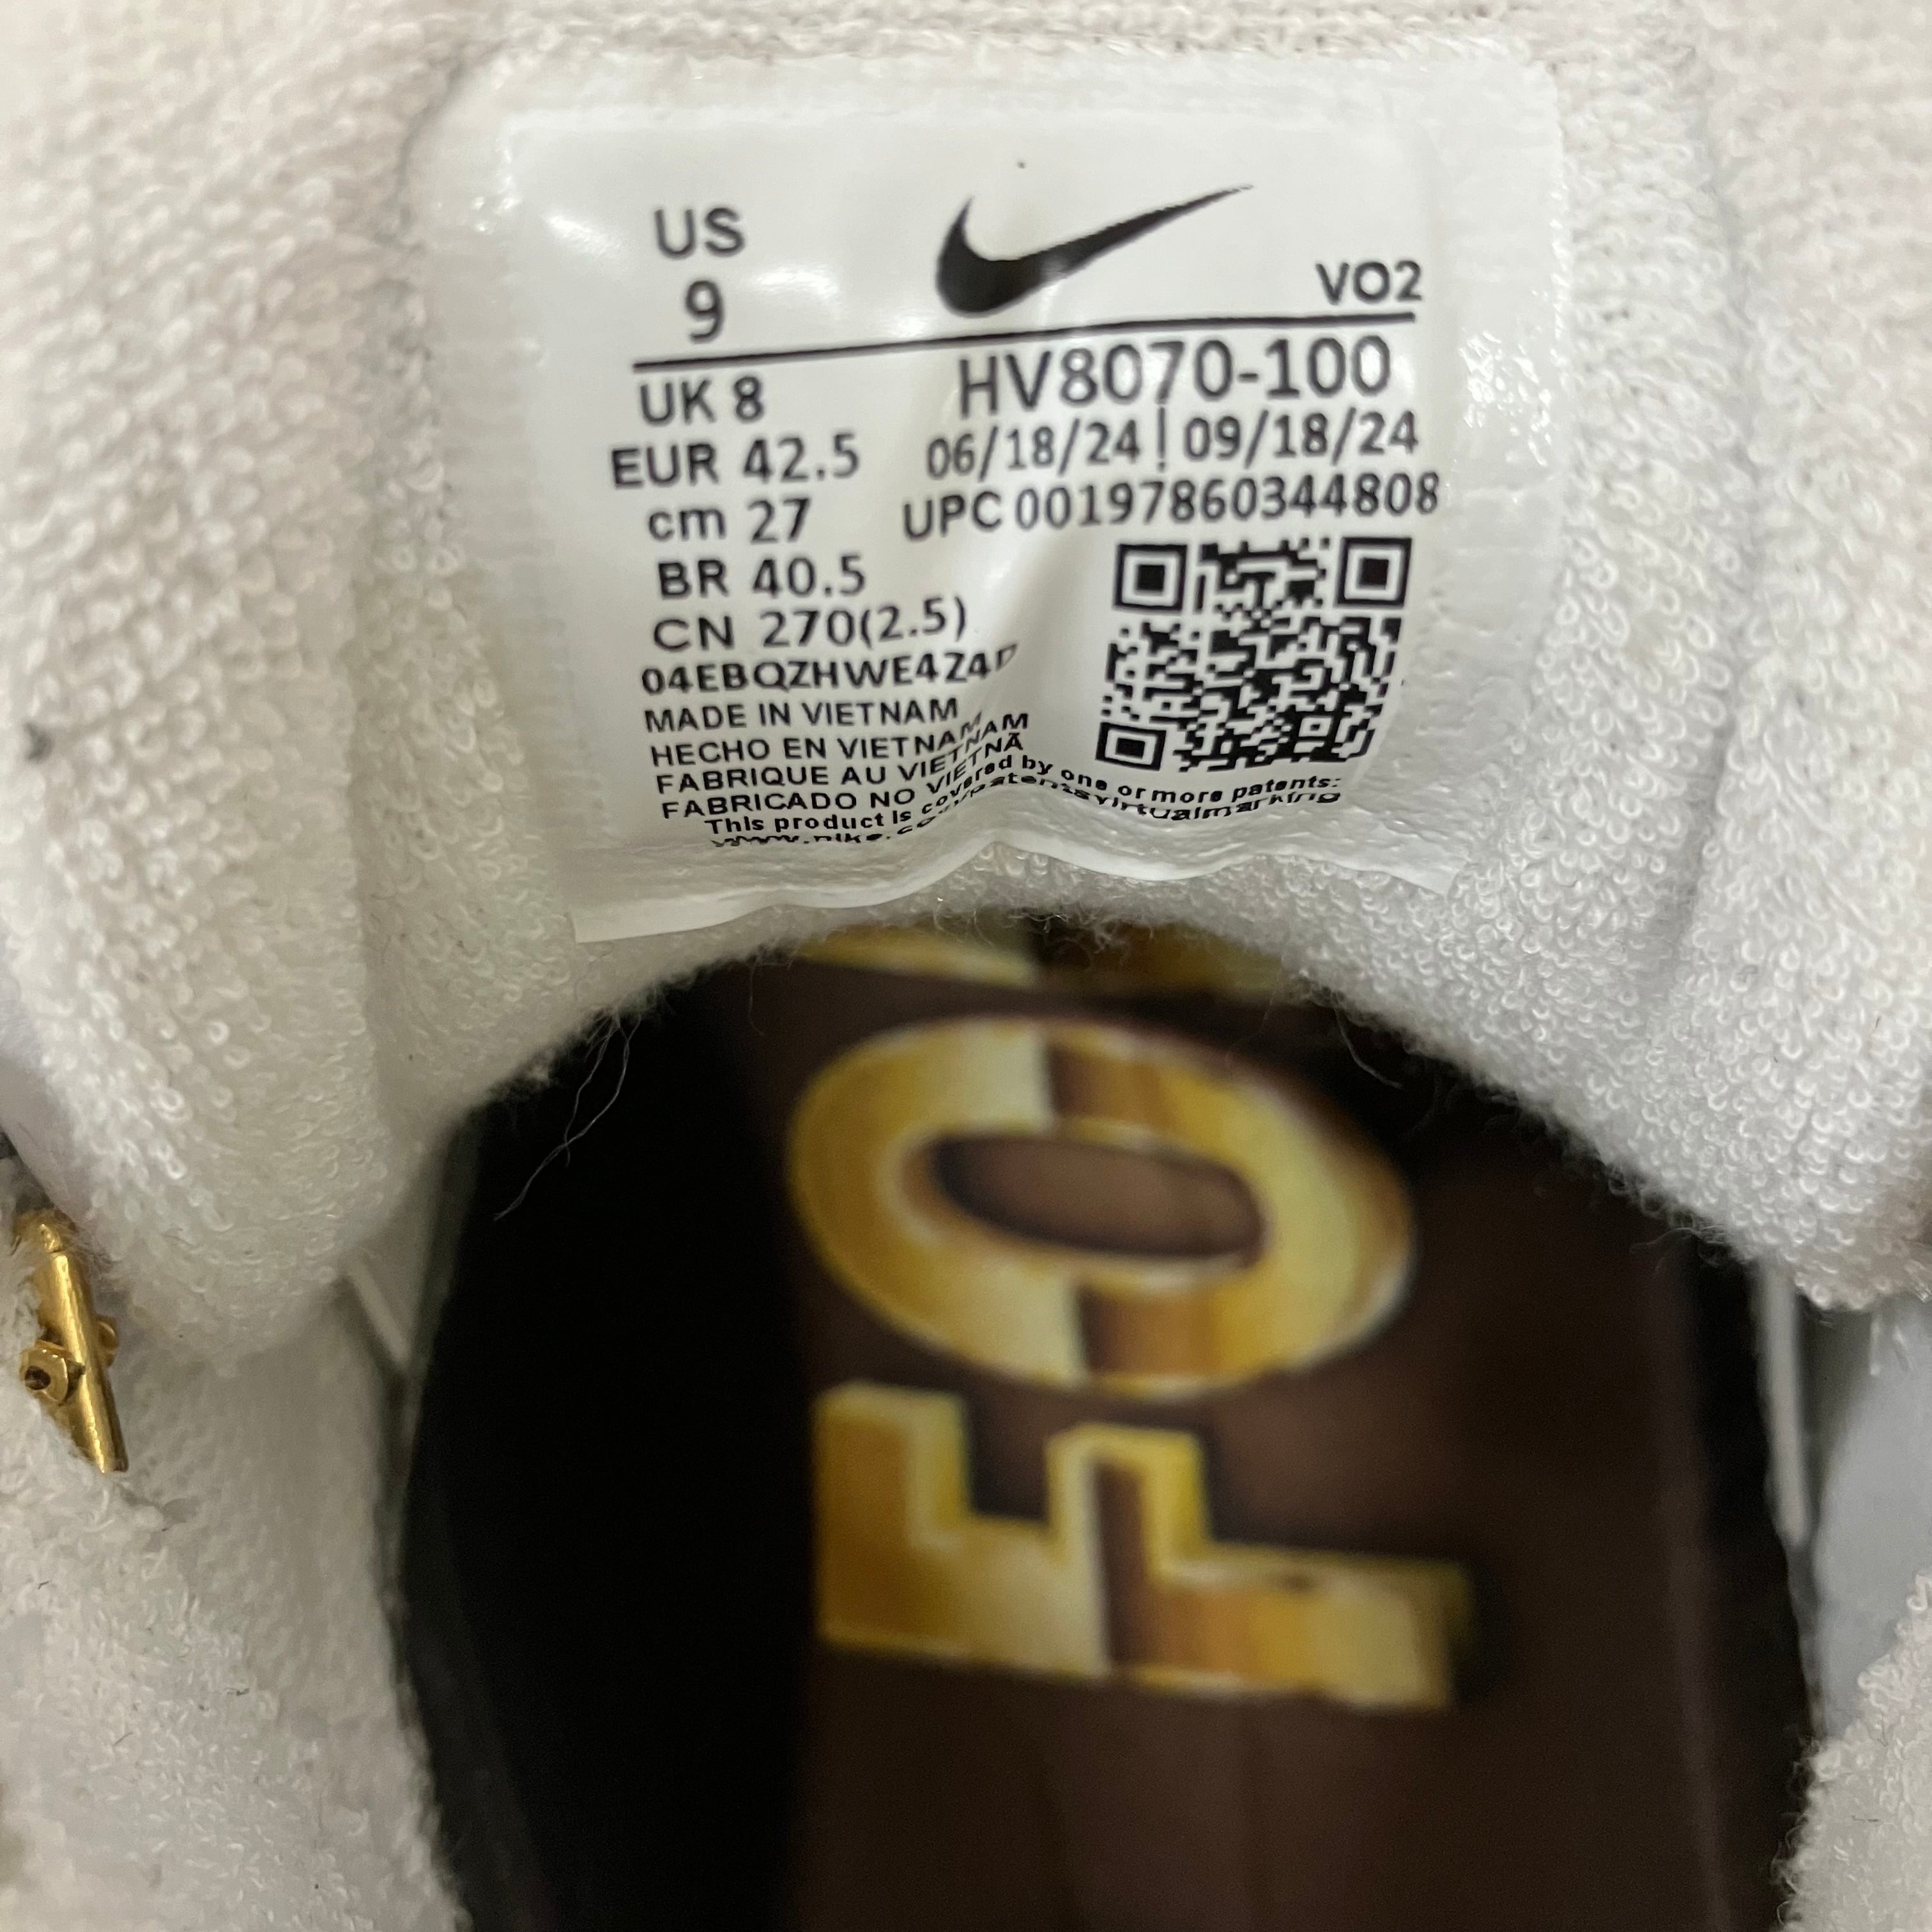 US
9
VO2
UK 8
HV8070-100
EUR 42.5
06/18/24 | 09/18/24
cm 27
UPC 00197860344808
BR 40.5
CN 270(2.5)
04EBQZHWE4Z4D
MADE IN VIETNAM
HECHO EN VIETNAM
FABRIQUE AU VIETNAM
FABRICADO NO VIETNÃ
This product is covered by one or more patents:
FO